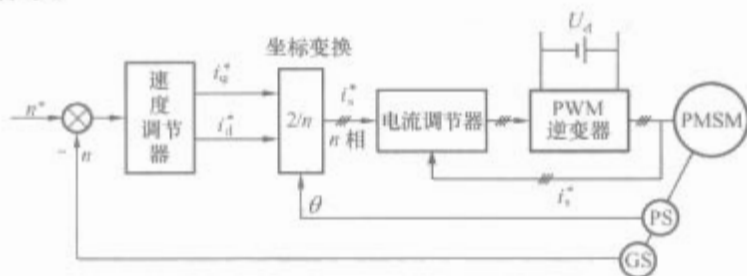 坐标变换
U_d
速度调节器
n*
−
n
i_q^*
i_d^*
2/n
i_s^*
n 相
电流调节器
PWM
逆变器
PMSM
i_s^*
θ
PS
GS